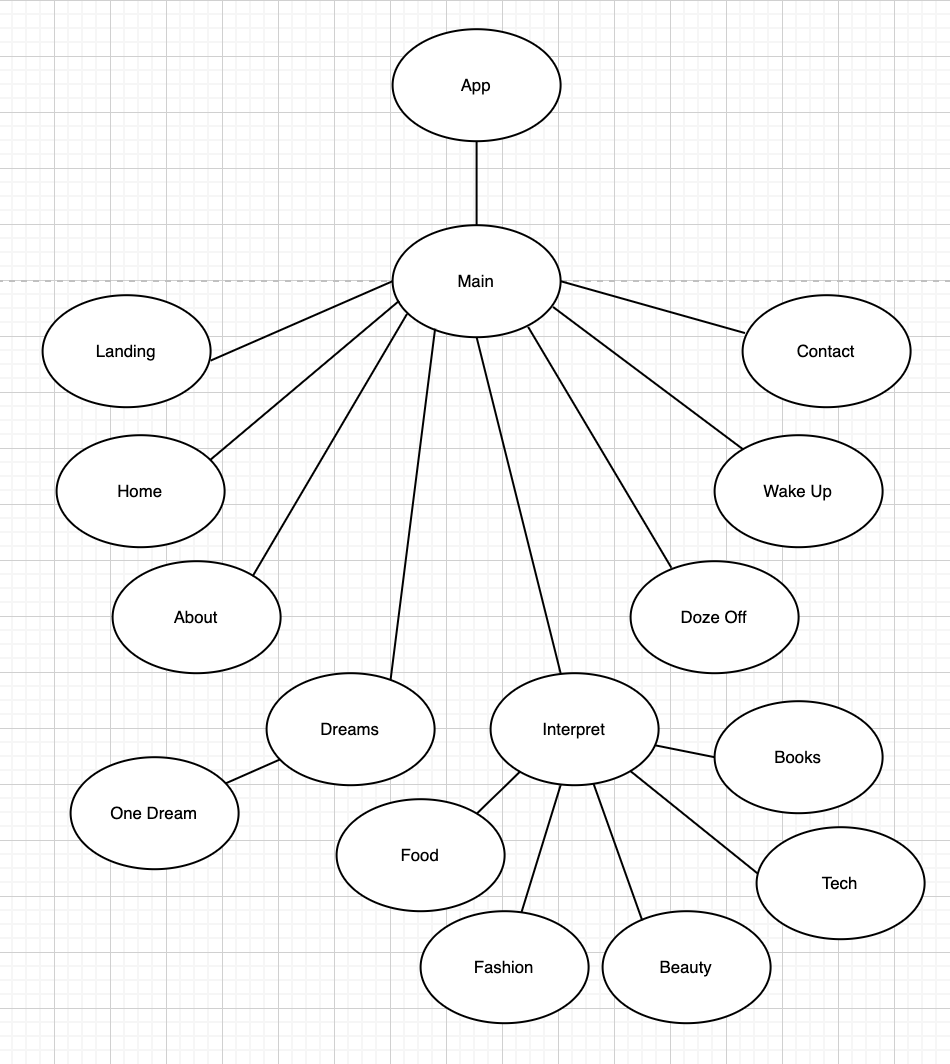 App
Main
Landing
Contact
Home
Wake Up
About
Doze Off
Dreams
Interpret
Books
One Dream
Food
Tech
Fashion
Beauty